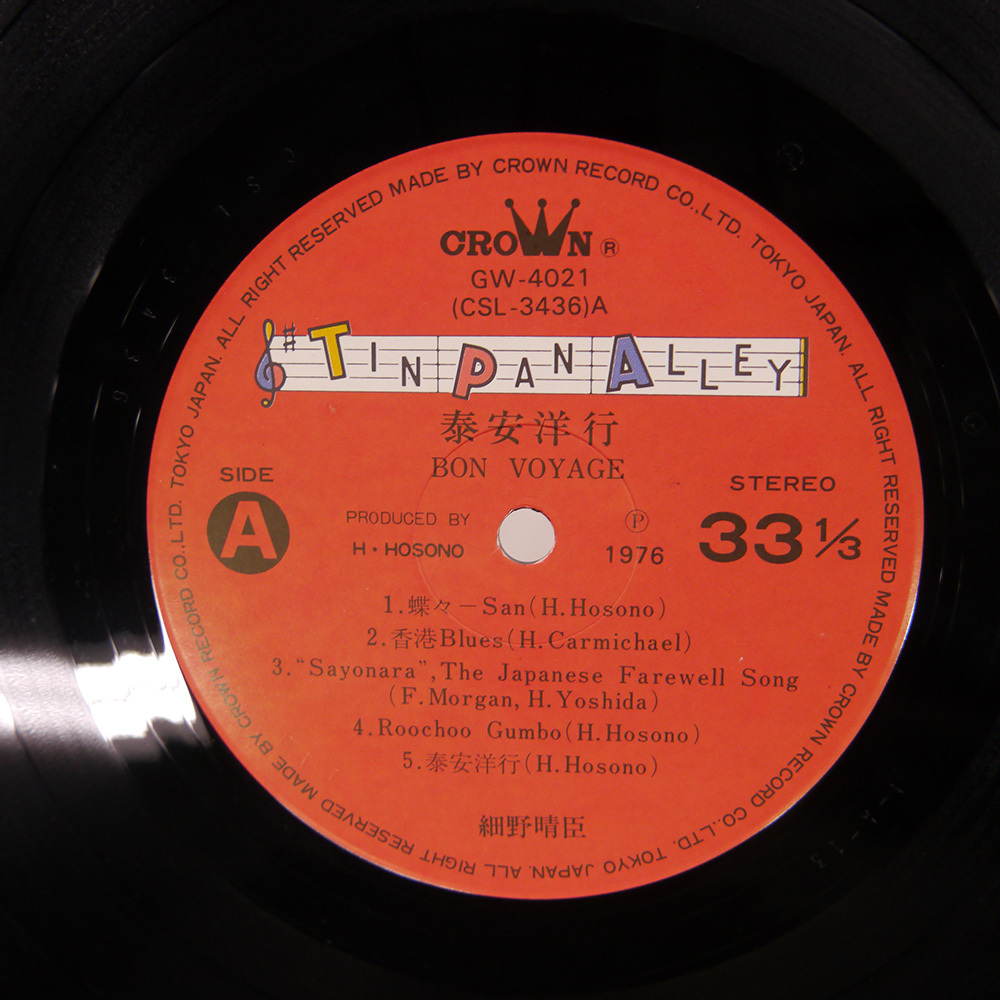 MADE BY CROWN RECORD CO.,LTD. TOKYO JAPAN. ALL RIGHT RESERVED MADE BY CROWN RECORD CO.,LTD. TOKYO JAPAN. ALL RIGHT RESERVED MADE BY CROWN RECORD CO.,LTD. TOKYO JAPAN. ALL RIGHT RESERVED
CROWN ®
GW-4021
(CSL-3436)A
TIN PAN ALLEY
泰安洋行
BON VOYAGE
SIDE
A
STEREO
33 1/3
PRODUCED BY
H・HOSONO
℗
1976
1.蝶々－San(H.Hosono)
2.香港Blues(H.Carmichael)
3.“Sayonara”,The Japanese Farewell Song
(F.Morgan,H.Yoshida)
4.Roochoo Gumbo(H.Hosono)
5.泰安洋行(H.Hosono)
細野晴臣